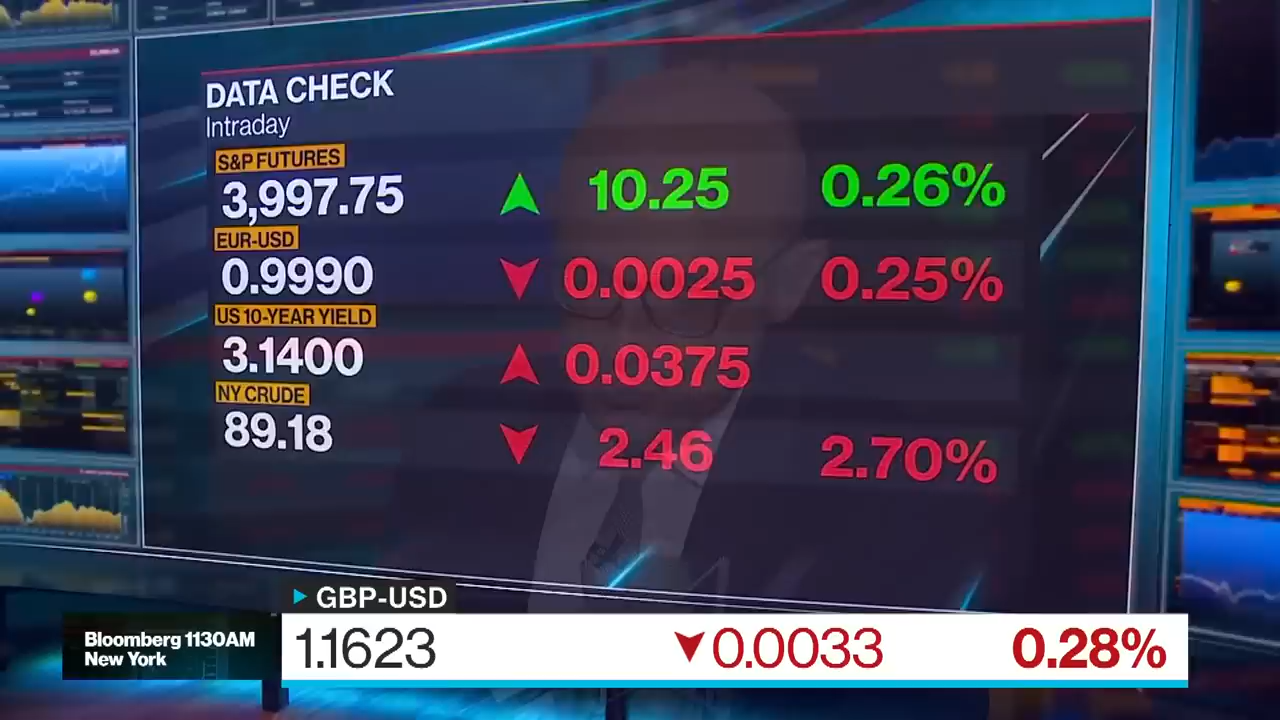 DATA CHECK
Intraday
S&P FUTURES
3,997.75 ▲ 10.25 0.26%
EUR-USD
0.9990 ▼ 0.0025 0.25%
US 10-YEAR YIELD
3.1400 ▲ 0.0375
NY CRUDE
89.18 ▼ 2.46 2.70%
GBP-USD
Bloomberg 1130AM
New York
1.1623 ▼ 0.0033 0.28%